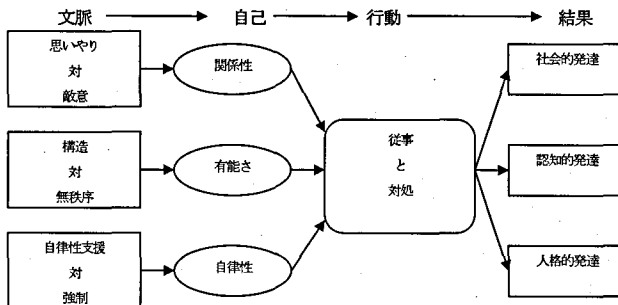 文脈 自己 行動 結果
思いやり
対
敵意
関係性
社会的発達
構造
対
無秩序
有能さ
従事
と
対処
認知的発達
自律性支援
対
強制
自律性
人格的発達